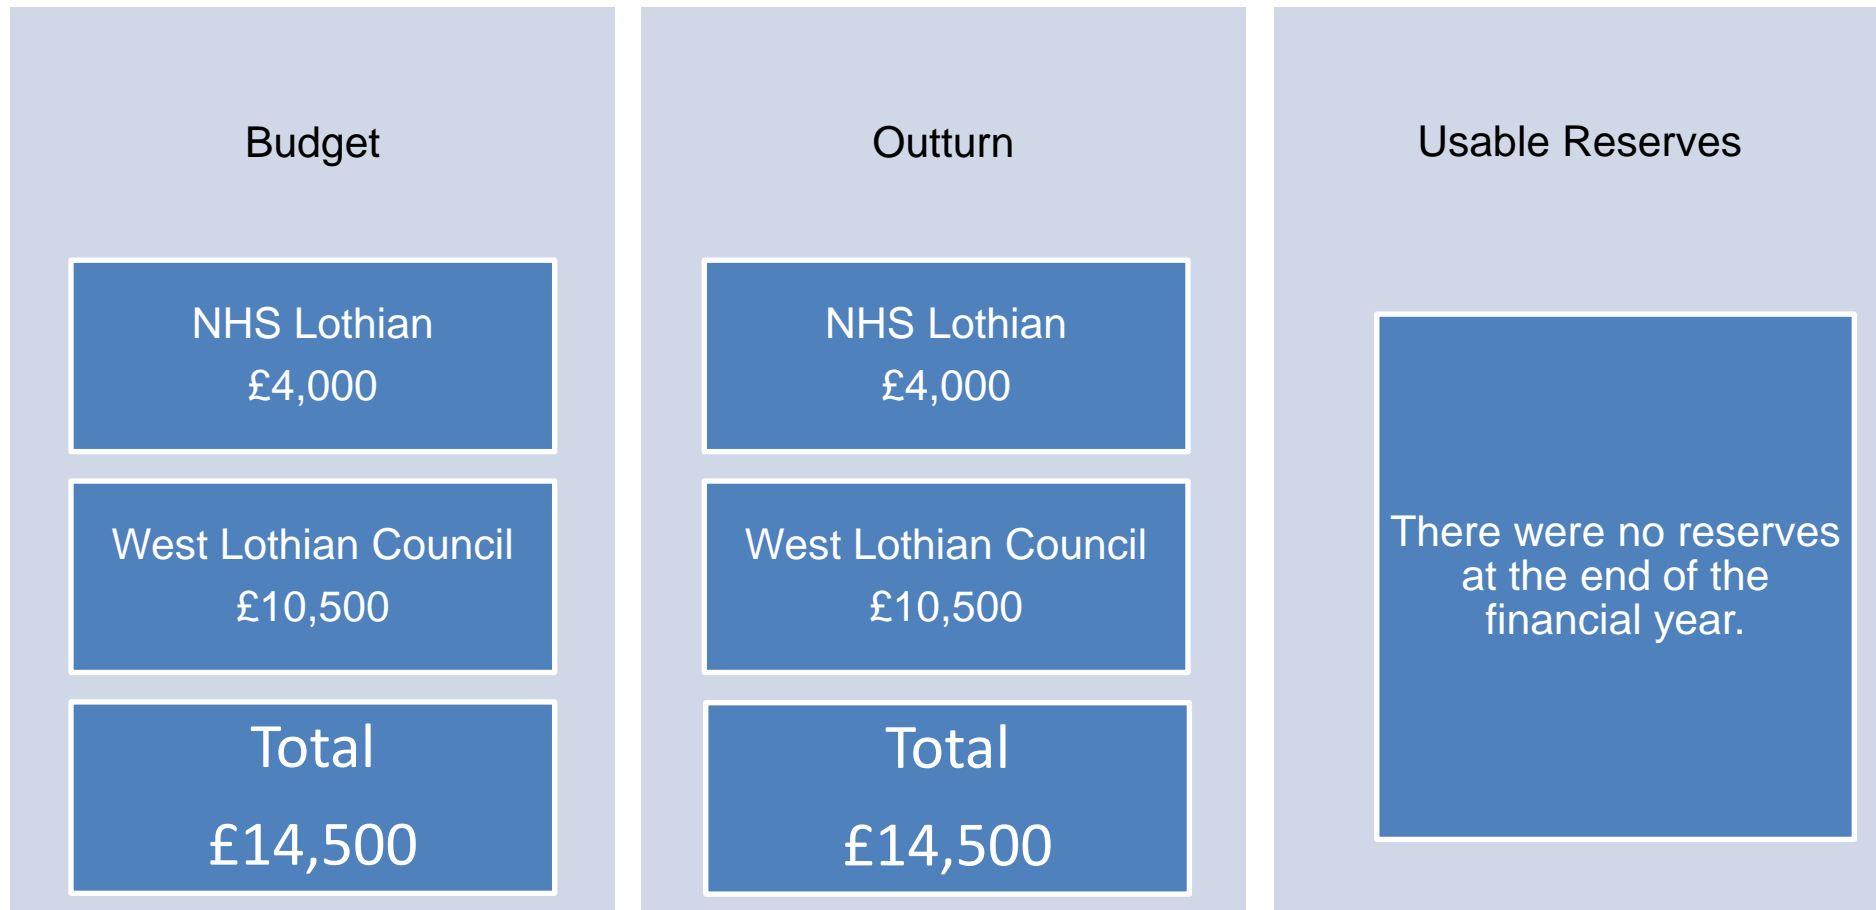 Budget
NHS Lothian
£4,000
West Lothian Council
£10,500
Total
£14,500
Outturn
NHS Lothian
£4,000
West Lothian Council
£10,500
Total
£14,500
Usable Reserves
There were no reserves
at the end of the
financial year.